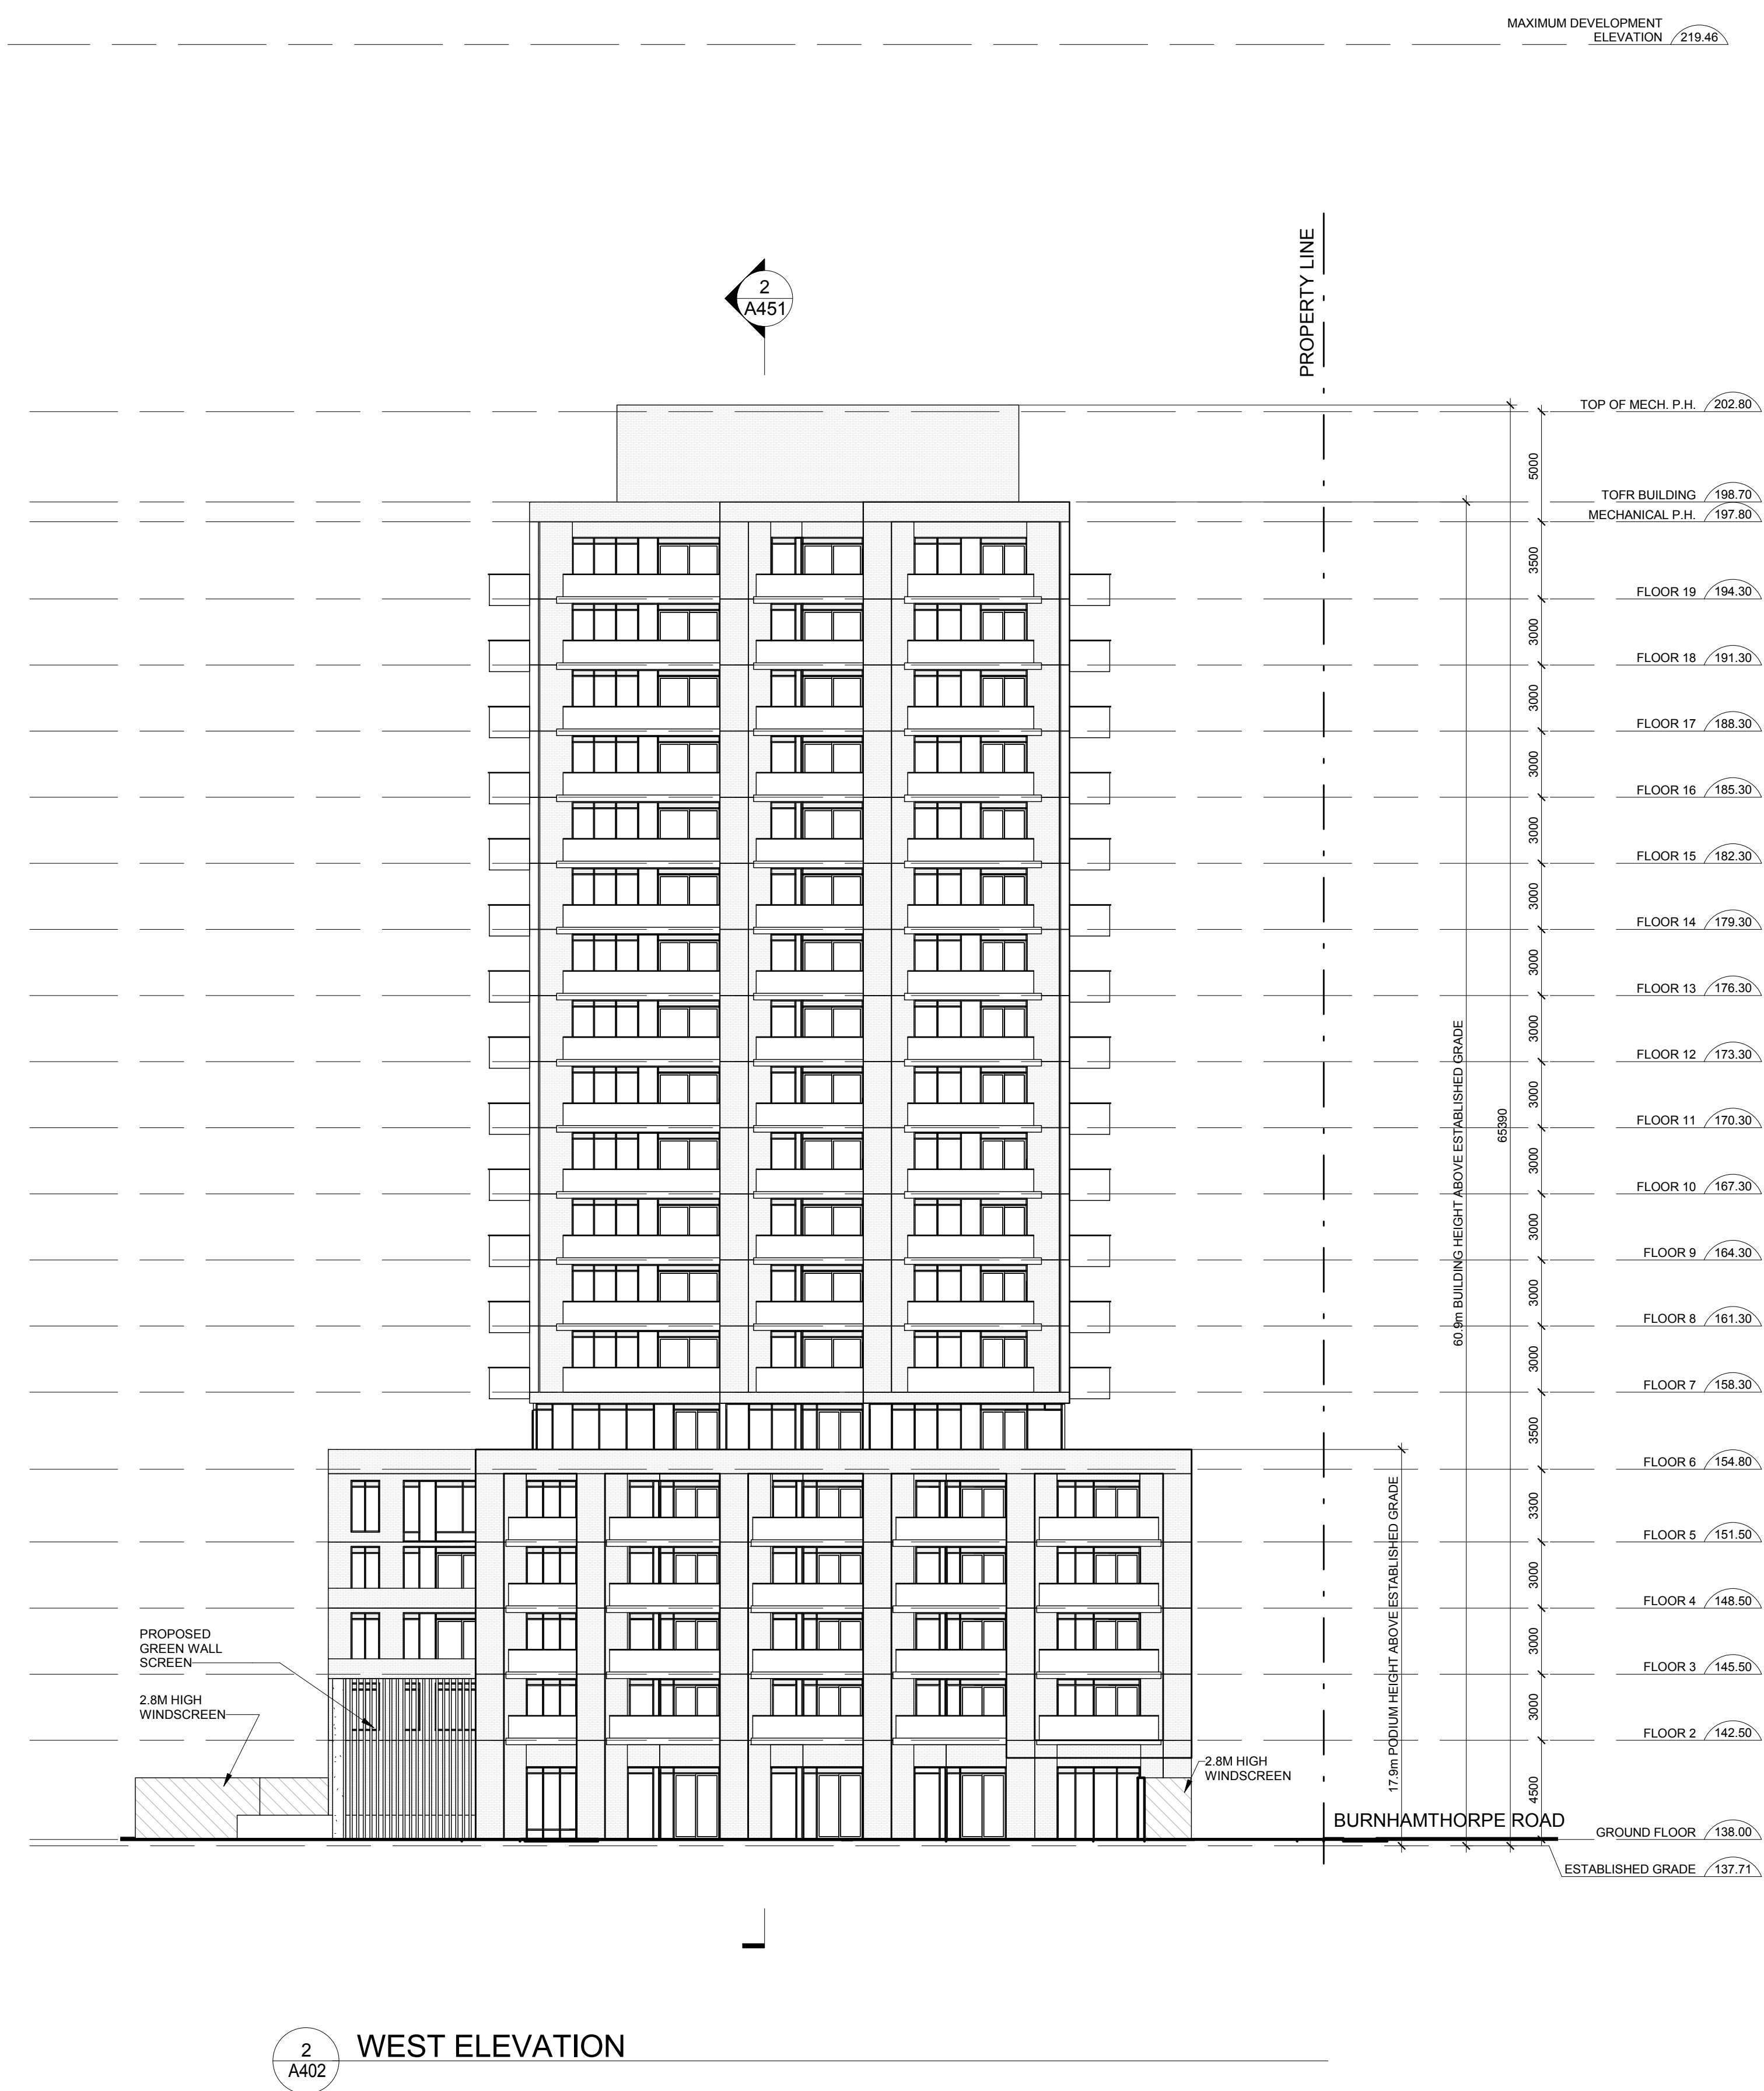 MAXIMUM DEVELOPMENT
ELEVATION 219.46
PROPERTY LINE
2
A451
TOP OF MECH. P.H. 202.80
5000
TOFR BUILDING 198.70
MECHANICAL P.H. 197.80
3500
FLOOR 19 194.30
3000
FLOOR 18 191.30
3000
FLOOR 17 188.30
3000
FLOOR 16 185.30
3000
FLOOR 15 182.30
3000
FLOOR 14 179.30
3000
FLOOR 13 176.30
3000
FLOOR 12 173.30
3000
FLOOR 11 170.30
3000
FLOOR 10 167.30
3000
FLOOR 9 164.30
3000
FLOOR 8 161.30
3000
FLOOR 7 158.30
3500
FLOOR 6 154.80
3300
FLOOR 5 151.50
3000
FLOOR 4 148.50
3000
FLOOR 3 145.50
3000
FLOOR 2 142.50
4500
GROUND FLOOR 138.00
ESTABLISHED GRADE 137.71
65390
60.9m BUILDING HEIGHT ABOVE ESTABLISHED GRADE
17.9m PODIUM HEIGHT ABOVE ESTABLISHED GRADE
PROPOSED
GREEN WALL
SCREEN
2.8M HIGH
WINDSCREEN
2.8M HIGH
WINDSCREEN
BURNHAMTHORPE ROAD
2
A402
WEST ELEVATION